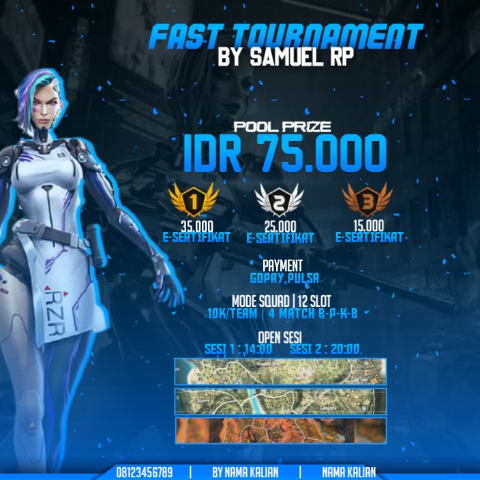 FAST TOURNAMENT
BY SAMUEL RP
POOL PRIZE
IDR 75.000
1 2 3
35.000 25.000 15.000
E-SERTIFIKAT E-SERTIFIKAT E-SERTIFIKAT
PAYMENT
GOPAY,PULSA
MODE SQUAD | 12 SLOT
10K/TEAM | 4 MATCH B-P-K-B
OPEN SESI
SESI 1 : 14:00 SESI 2 : 20:00
RZR
08123456789 | BY NAMA KALIAN | NAMA KALIAN